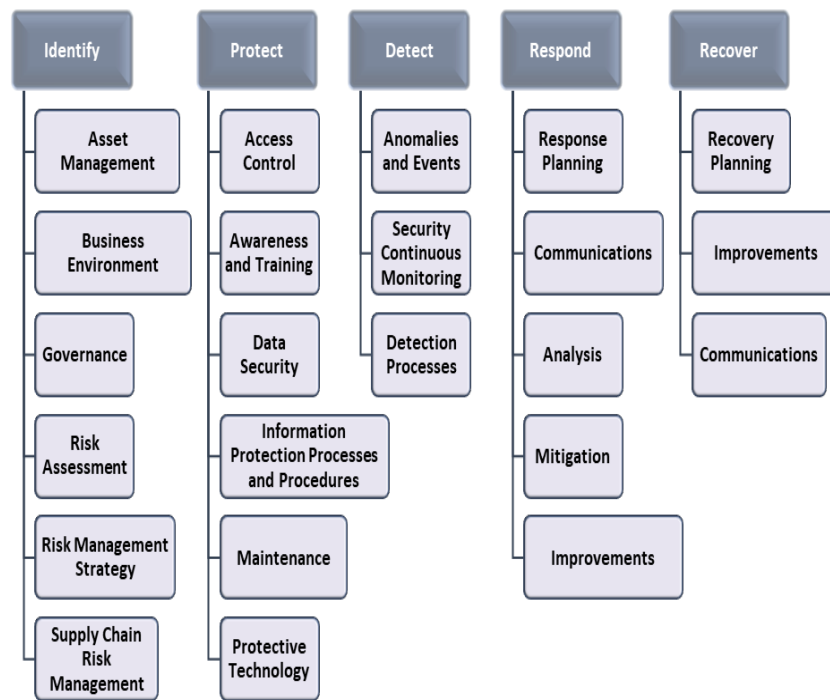 Identify
Asset
Management
Business
Environment
Governance
Risk
Assessment
Risk Management
Strategy
Supply Chain
Risk
Management
Protect
Access
Control
Awareness
and Training
Data
Security
Information
Protection Processes
and Procedures
Maintenance
Protective
Technology
Detect
Anomalies
and Events
Security
Continuous
Monitoring
Detection
Processes
Respond
Response
Planning
Communications
Analysis
Mitigation
Improvements
Recover
Recovery
Planning
Improvements
Communications